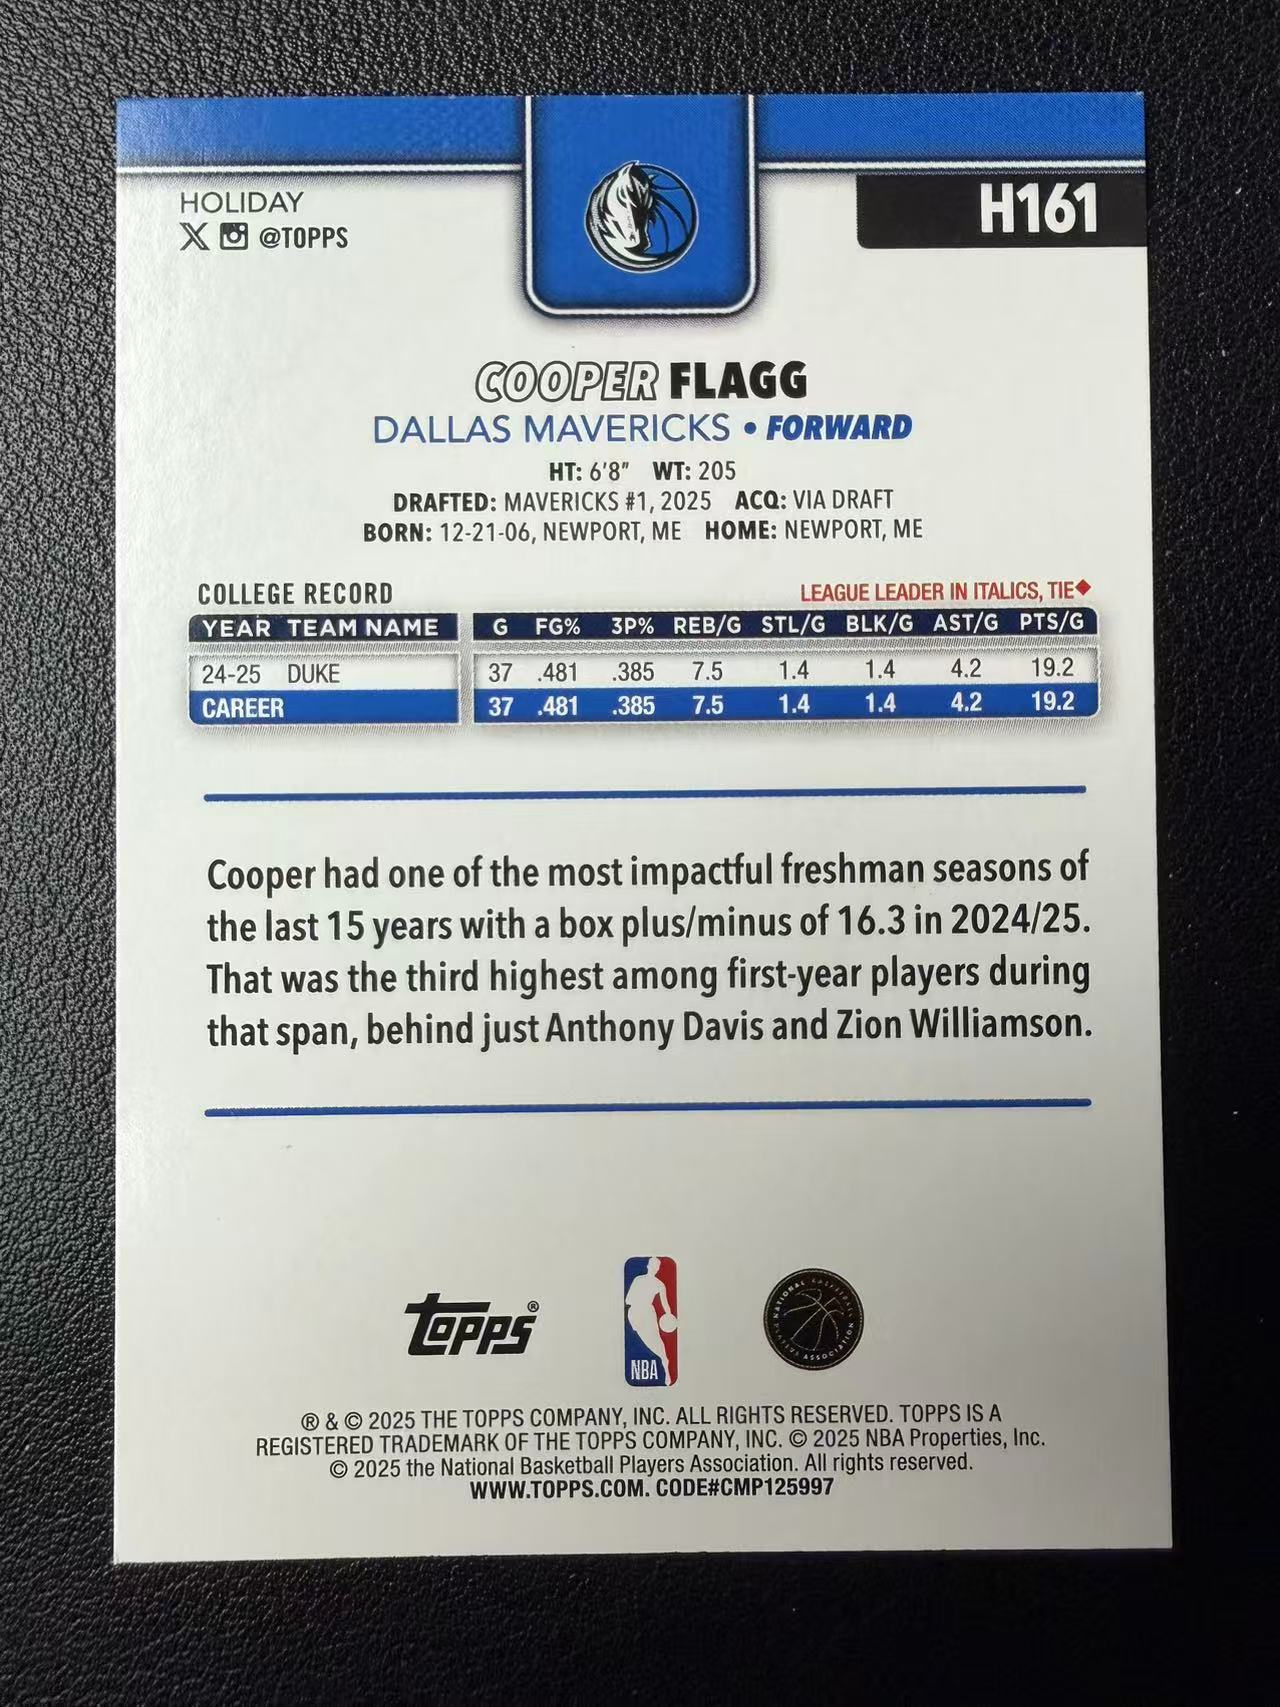 HOLIDAY
@TOPPS
H161
COOPER FLAGG
DALLAS MAVERICKS • FORWARD
HT: 6'8" WT: 205
DRAFTED: MAVERICKS #1, 2025 ACQ: VIA DRAFT
BORN: 12-21-06, NEWPORT, ME HOME: NEWPORT, ME
COLLEGE RECORD LEAGUE LEADER IN ITALICS, TIE◆
YEAR TEAM NAME G FG% 3P% REB/G STL/G BLK/G AST/G PTS/G
24-25 DUKE 37 .481 .385 7.5 1.4 1.4 4.2 19.2
CAREER 37 .481 .385 7.5 1.4 1.4 4.2 19.2
Cooper had one of the most impactful freshman seasons of
the last 15 years with a box plus/minus of 16.3 in 2024/25.
That was the third highest among first-year players during
that span, behind just Anthony Davis and Zion Williamson.
Topps®
NBA
NATIONAL BASKETBALL PLAYERS ASSOCIATION
® & © 2025 THE TOPPS COMPANY, INC. ALL RIGHTS RESERVED. TOPPS IS A
REGISTERED TRADEMARK OF THE TOPPS COMPANY, INC. © 2025 NBA Properties, Inc.
© 2025 the National Basketball Players Association. All rights reserved.
WWW.TOPPS.COM. CODE#CMP125997